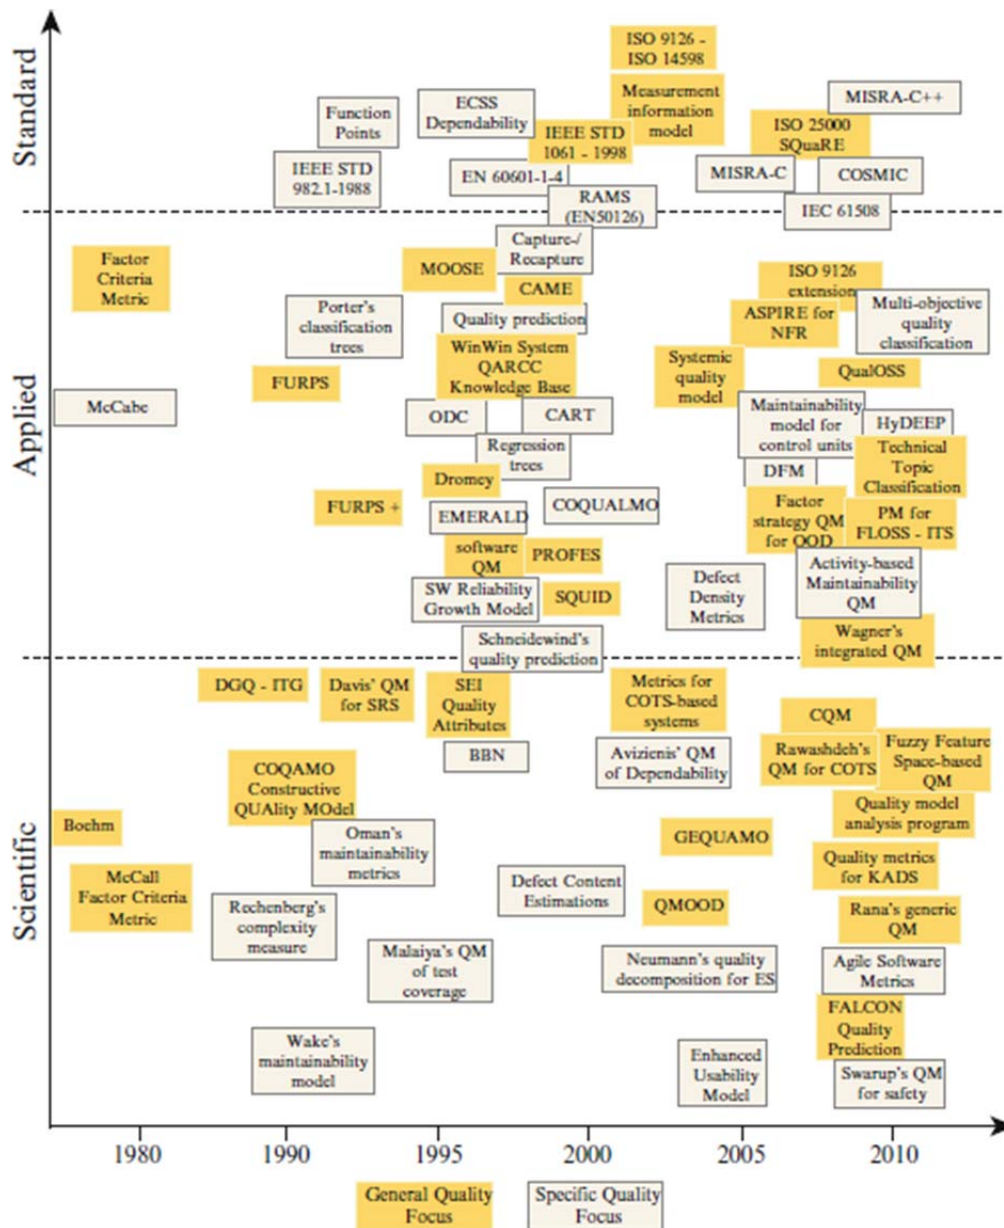 Standard
ISO 9126 -
ISO 14598
Measurement
information
model
MISRA-C++
Function
Points
ECSS
Dependability
IEEE STD
1061 - 1998
ISO 25000
SQuaRE
IEEE STD
982.1-1988
EN 60601-1-4
MISRA-C
COSMIC
RAMS
(EN50126)
IEC 61508
Applied
Factor
Criteria
Metric
Capture-/
Recapture
MOOSE
CAME
ISO 9126
extension
Porter's
classification
trees
Quality prediction
ASPIRE for
NFR
Multi-objective
quality
classification
WinWin System
QARCC
Knowledge Base
FURPS
Systemic
quality
model
QualOSS
McCabe
ODC
CART
Maintainability
model for
control units
HyDEEP
Regression
trees
Technical
Topic
Classification
Dromey
DFM
FURPS +
EMERALD
COQUALMO
Factor
strategy QM
for OOD
PM for
FLOSS - ITS
software
QM
PROFES
Activity-based
Maintainability
QM
SW Reliability
Growth Model
SQUID
Defect
Density
Metrics
Schneidewind's
quality prediction
Wagner's
integrated QM
Scientific
DGQ - ITG
Davis' QM
for SRS
SEI
Quality
Attributes
Metrics for
COTS-based
systems
CQM
BBN
Avizienis' QM
of Dependability
Rawashdeh's
QM for COTS
Fuzzy Feature
Space-based
QM
COQAMO
Constructive
QUAlity MOdel
Boehm
Quality model
analysis program
Oman's
maintainability
metrics
GEQUAMO
McCall
Factor Criteria
Metric
Quality metrics
for KADS
Rechenberg's
complexity
measure
Defect Content
Estimations
QMOOD
Rana's generic
QM
Malaiya's QM
of test
coverage
Neumann's quality
decomposition for ES
Agile Software
Metrics
FALCON
Quality
Prediction
Wake's
maintainability
model
Enhanced
Usability
Model
Swarup's QM
for safety
1980
1990
1995
2000
2005
2010
General Quality
Focus
Specific Quality
Focus